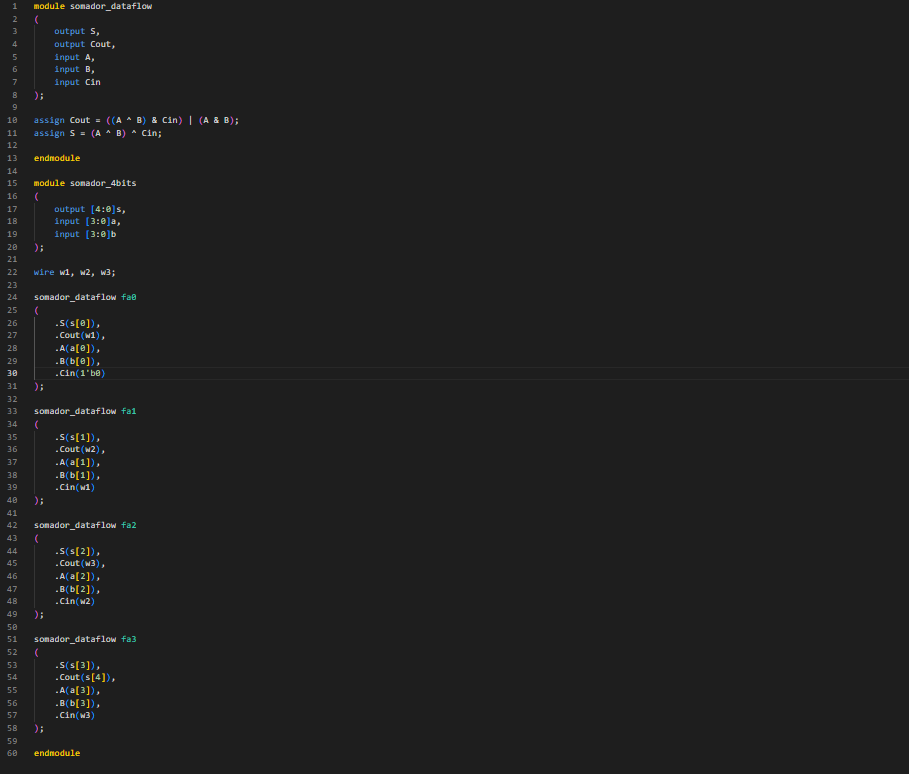 1 module somador_dataflow
2 (
3 output S,
4 output Cout,
5 input A,
6 input B,
7 input Cin
8 );
9
10 assign Cout = ((A ^ B) & Cin) | (A & B);
11 assign S = (A ^ B) ^ Cin;
12
13 endmodule
14
15 module somador_4bits
16 (
17 output [4:0]s,
18 input [3:0]a,
19 input [3:0]b
20 );
21
22 wire w1, w2, w3;
23
24 somador_dataflow fa0
25 (
26 .S(s[0]),
27 .Cout(w1),
28 .A(a[0]),
29 .B(b[0]),
30 .Cin(1'b0)
31 );
32
33 somador_dataflow fa1
34 (
35 .S(s[1]),
36 .Cout(w2),
37 .A(a[1]),
38 .B(b[1]),
39 .Cin(w1)
40 );
41
42 somador_dataflow fa2
43 (
44 .S(s[2]),
45 .Cout(w3),
46 .A(a[2]),
47 .B(b[2]),
48 .Cin(w2)
49 );
50
51 somador_dataflow fa3
52 (
53 .S(s[3]),
54 .Cout(s[4]),
55 .A(a[3]),
56 .B(b[3]),
57 .Cin(w3)
58 );
59
60 endmodule